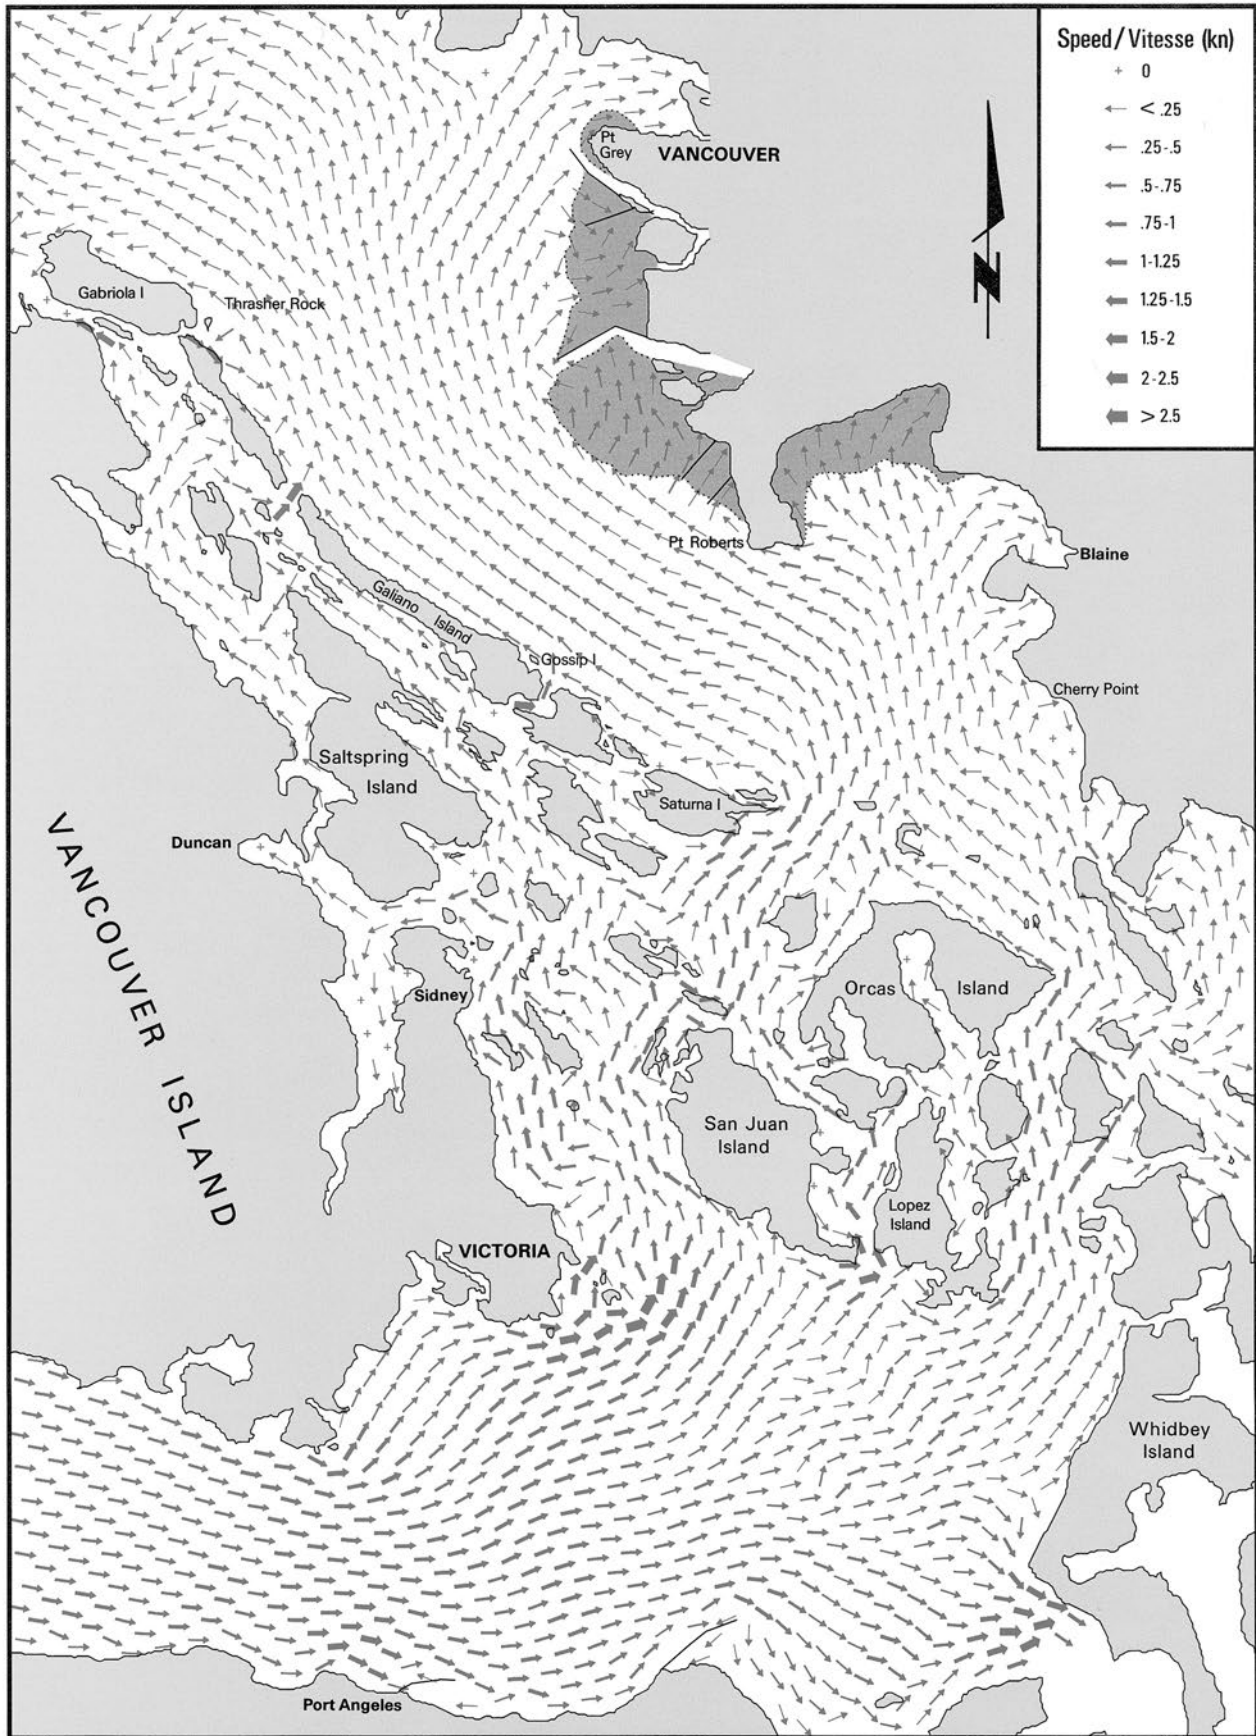 Speed/Vitesse (kn)
+ 0
< .25
.25-.5
.5-.75
.75-1
1-1.25
1.25-1.5
1.5-2
2-2.5
> 2.5
N
Pt
Grey
VANCOUVER
Gabriola I
Thrasher Rock
Pt Roberts
Blaine
Galiano
Island
Gossip I
Cherry Point
Saltspring
Island
Saturna I
Duncan
VANCOUVER ISLAND
Sidney
Orcas
Island
San Juan
Island
Lopez
Island
VICTORIA
Whidbey
Island
Port Angeles